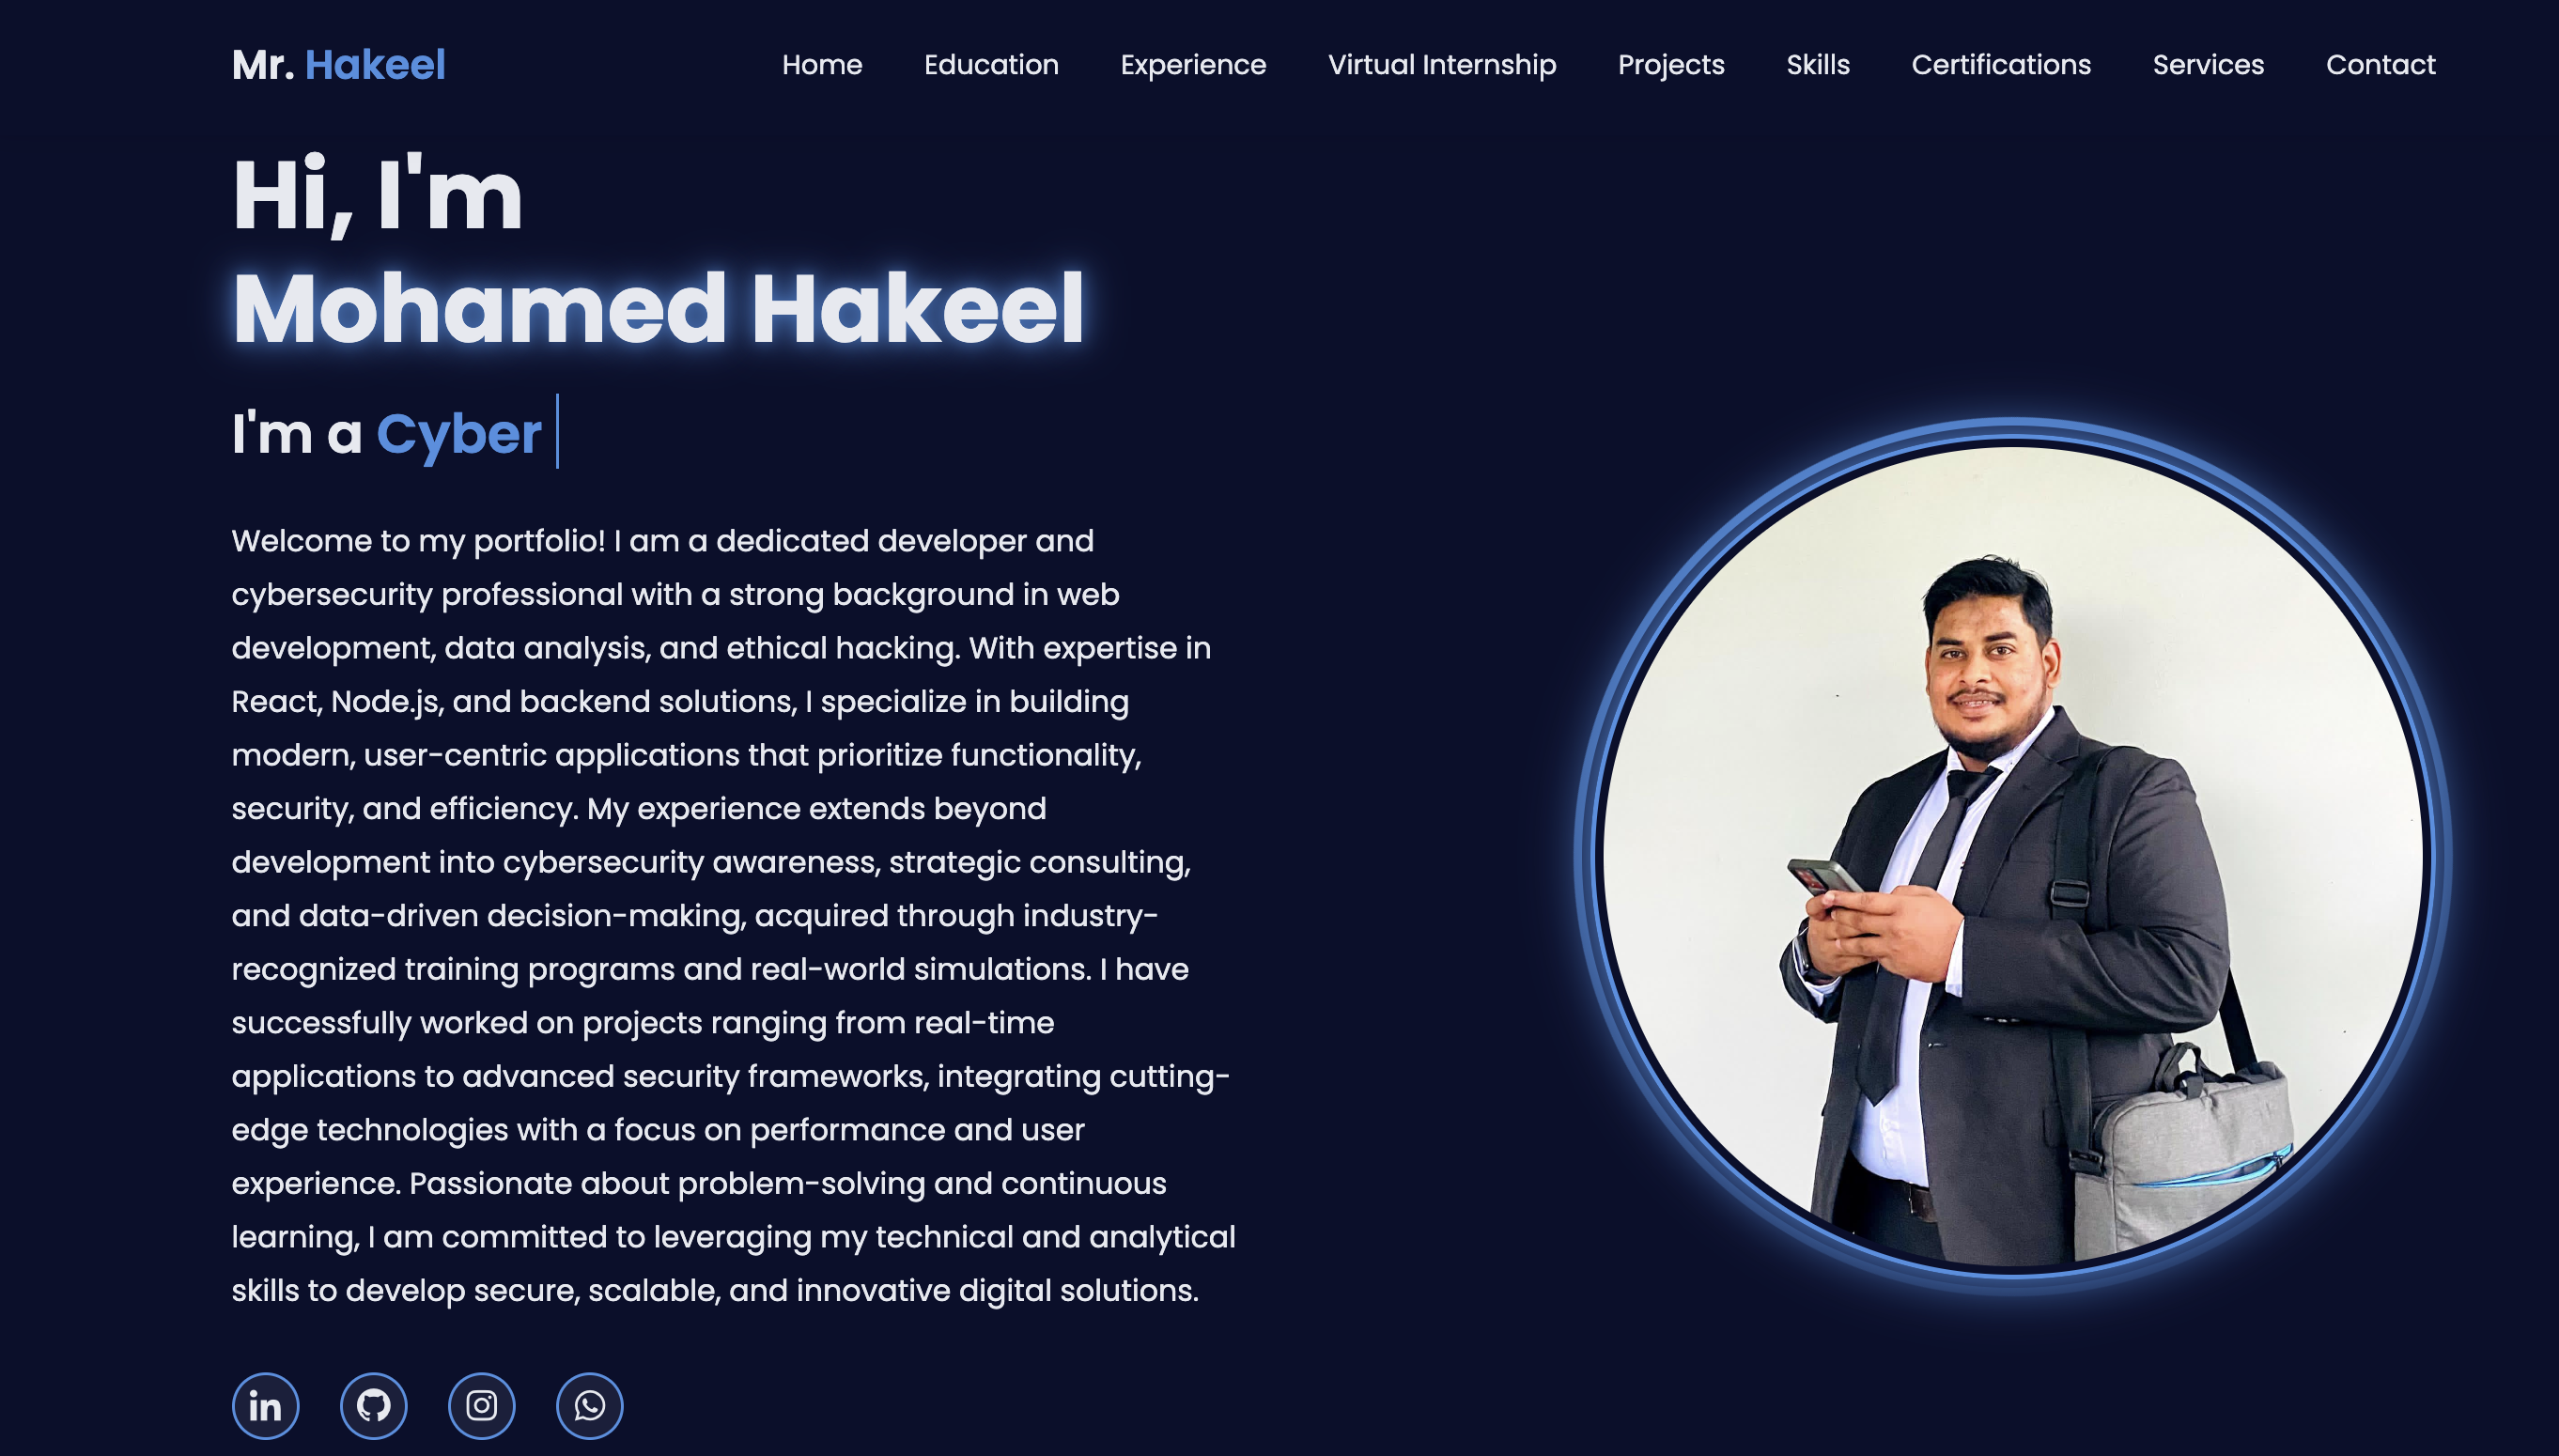 Mr. Hakeel
Home Education Experience Virtual Internship Projects Skills Certifications Services Contact
Hi, I'm
Mohamed Hakeel
I'm a Cyber
Welcome to my portfolio! I am a dedicated developer and
cybersecurity professional with a strong background in web
development, data analysis, and ethical hacking. With expertise in
React, Node.js, and backend solutions, I specialize in building
modern, user-centric applications that prioritize functionality,
security, and efficiency. My experience extends beyond
development into cybersecurity awareness, strategic consulting,
and data-driven decision-making, acquired through industry-
recognized training programs and real-world simulations. I have
successfully worked on projects ranging from real-time
applications to advanced security frameworks, integrating cutting-
edge technologies with a focus on performance and user
experience. Passionate about problem-solving and continuous
learning, I am committed to leveraging my technical and analytical
skills to develop secure, scalable, and innovative digital solutions.
in